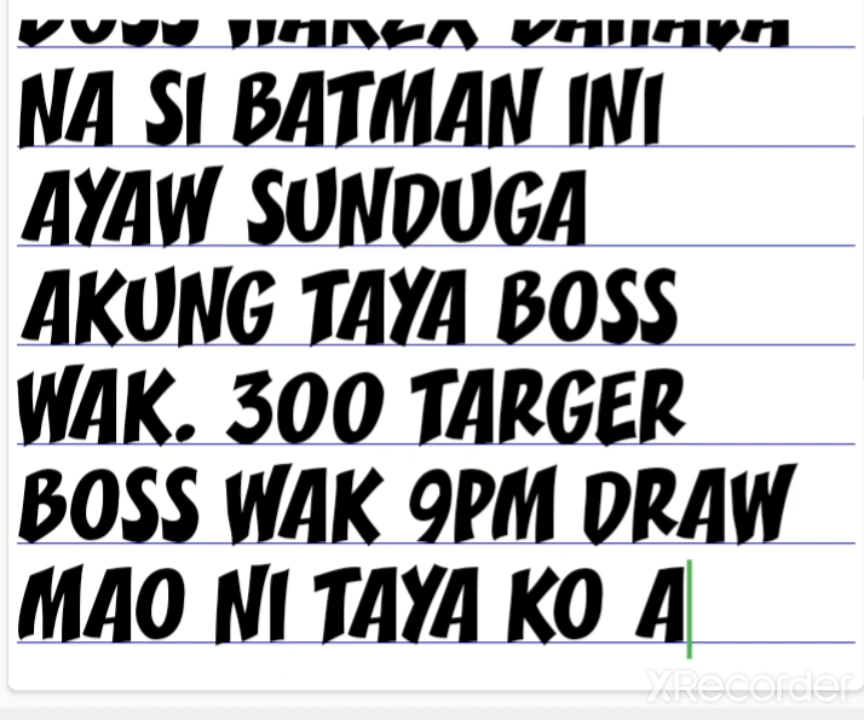 NA SI BATMAN INI
AYAW SUNDUGA
AKUNG TAYA BOSS
WAK. 300 TARGER
BOSS WAK 9PM DRAW
MAO NI TAYA KO A
XRecorder